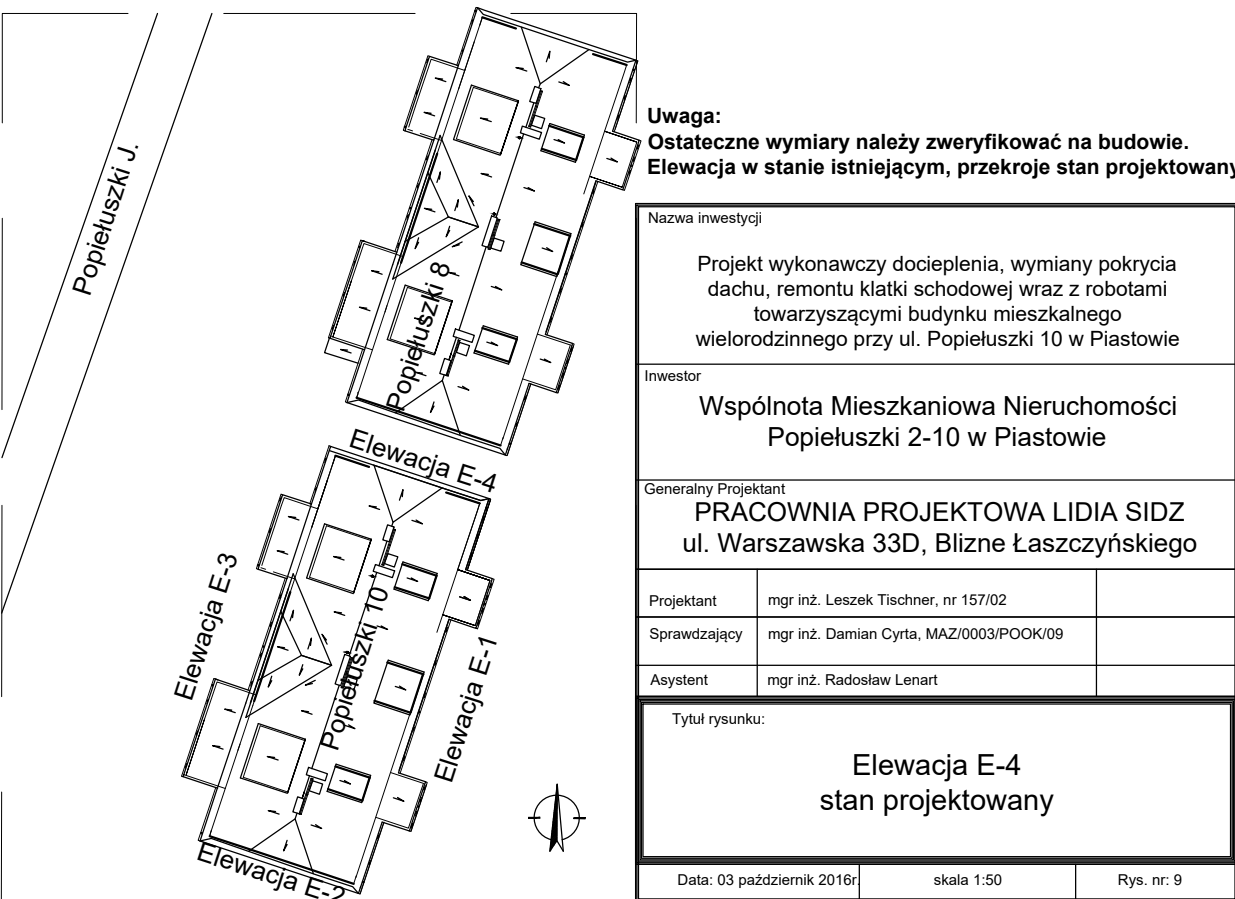 Popiełuszki J.
Popiełuszki 8
Elewacja E-4
Elewacja E-3
Popiełuszki 10
Elewacja E-1
Elewacja E-2
Uwaga:
Ostateczne wymiary należy zweryfikować na budowie.
Elewacja w stanie istniejącym, przekroje stan projektowany
Nazwa inwestycji
Projekt wykonawczy docieplenia, wymiany pokrycia
dachu, remontu klatki schodowej wraz z robotami
towarzyszącymi budynku mieszkalnego
wielorodzinnego przy ul. Popiełuszki 10 w Piastowie
Inwestor
Wspólnota Mieszkaniowa Nieruchomości
Popiełuszki 2-10 w Piastowie
Generalny Projektant
PRACOWNIA PROJEKTOWA LIDIA SIDZ
ul. Warszawska 33D, Blizne Łaszczyńskiego
Projektant mgr inż. Leszek Tischner, nr 157/02
Sprawdzający mgr inż. Damian Cyrta, MAZ/0003/POOK/09
Asystent mgr inż. Radosław Lenart
Tytuł rysunku:
Elewacja E-4
stan projektowany
Data: 03 październik 2016r. skala 1:50 Rys. nr: 9